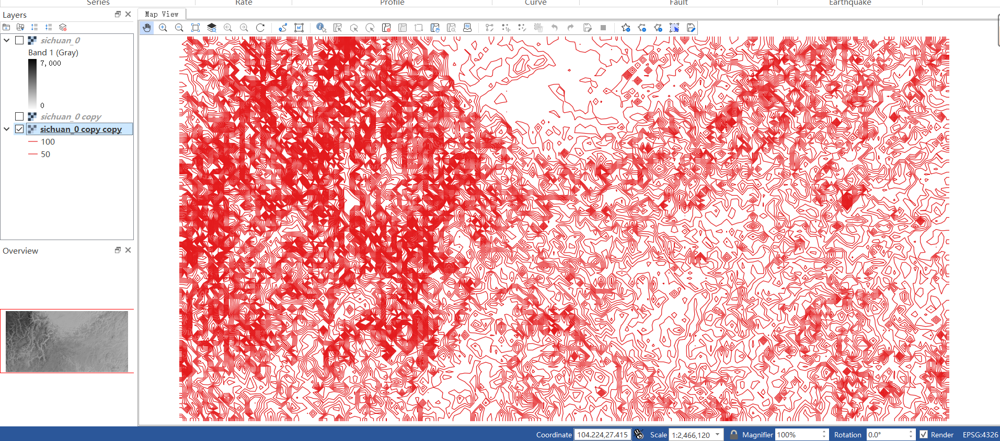 Series Rate Profile Curve Fault Earthquake
Layers
Map View
sichuan_0
Band 1 (Gray)
7,000
0
sichuan_0 copy
sichuan_0 copy copy
100
50
Overview
Coordinate 104.224,27.415 Scale 1:2,466,120 Magnifier 100% Rotation 0.0° Render EPSG:4326